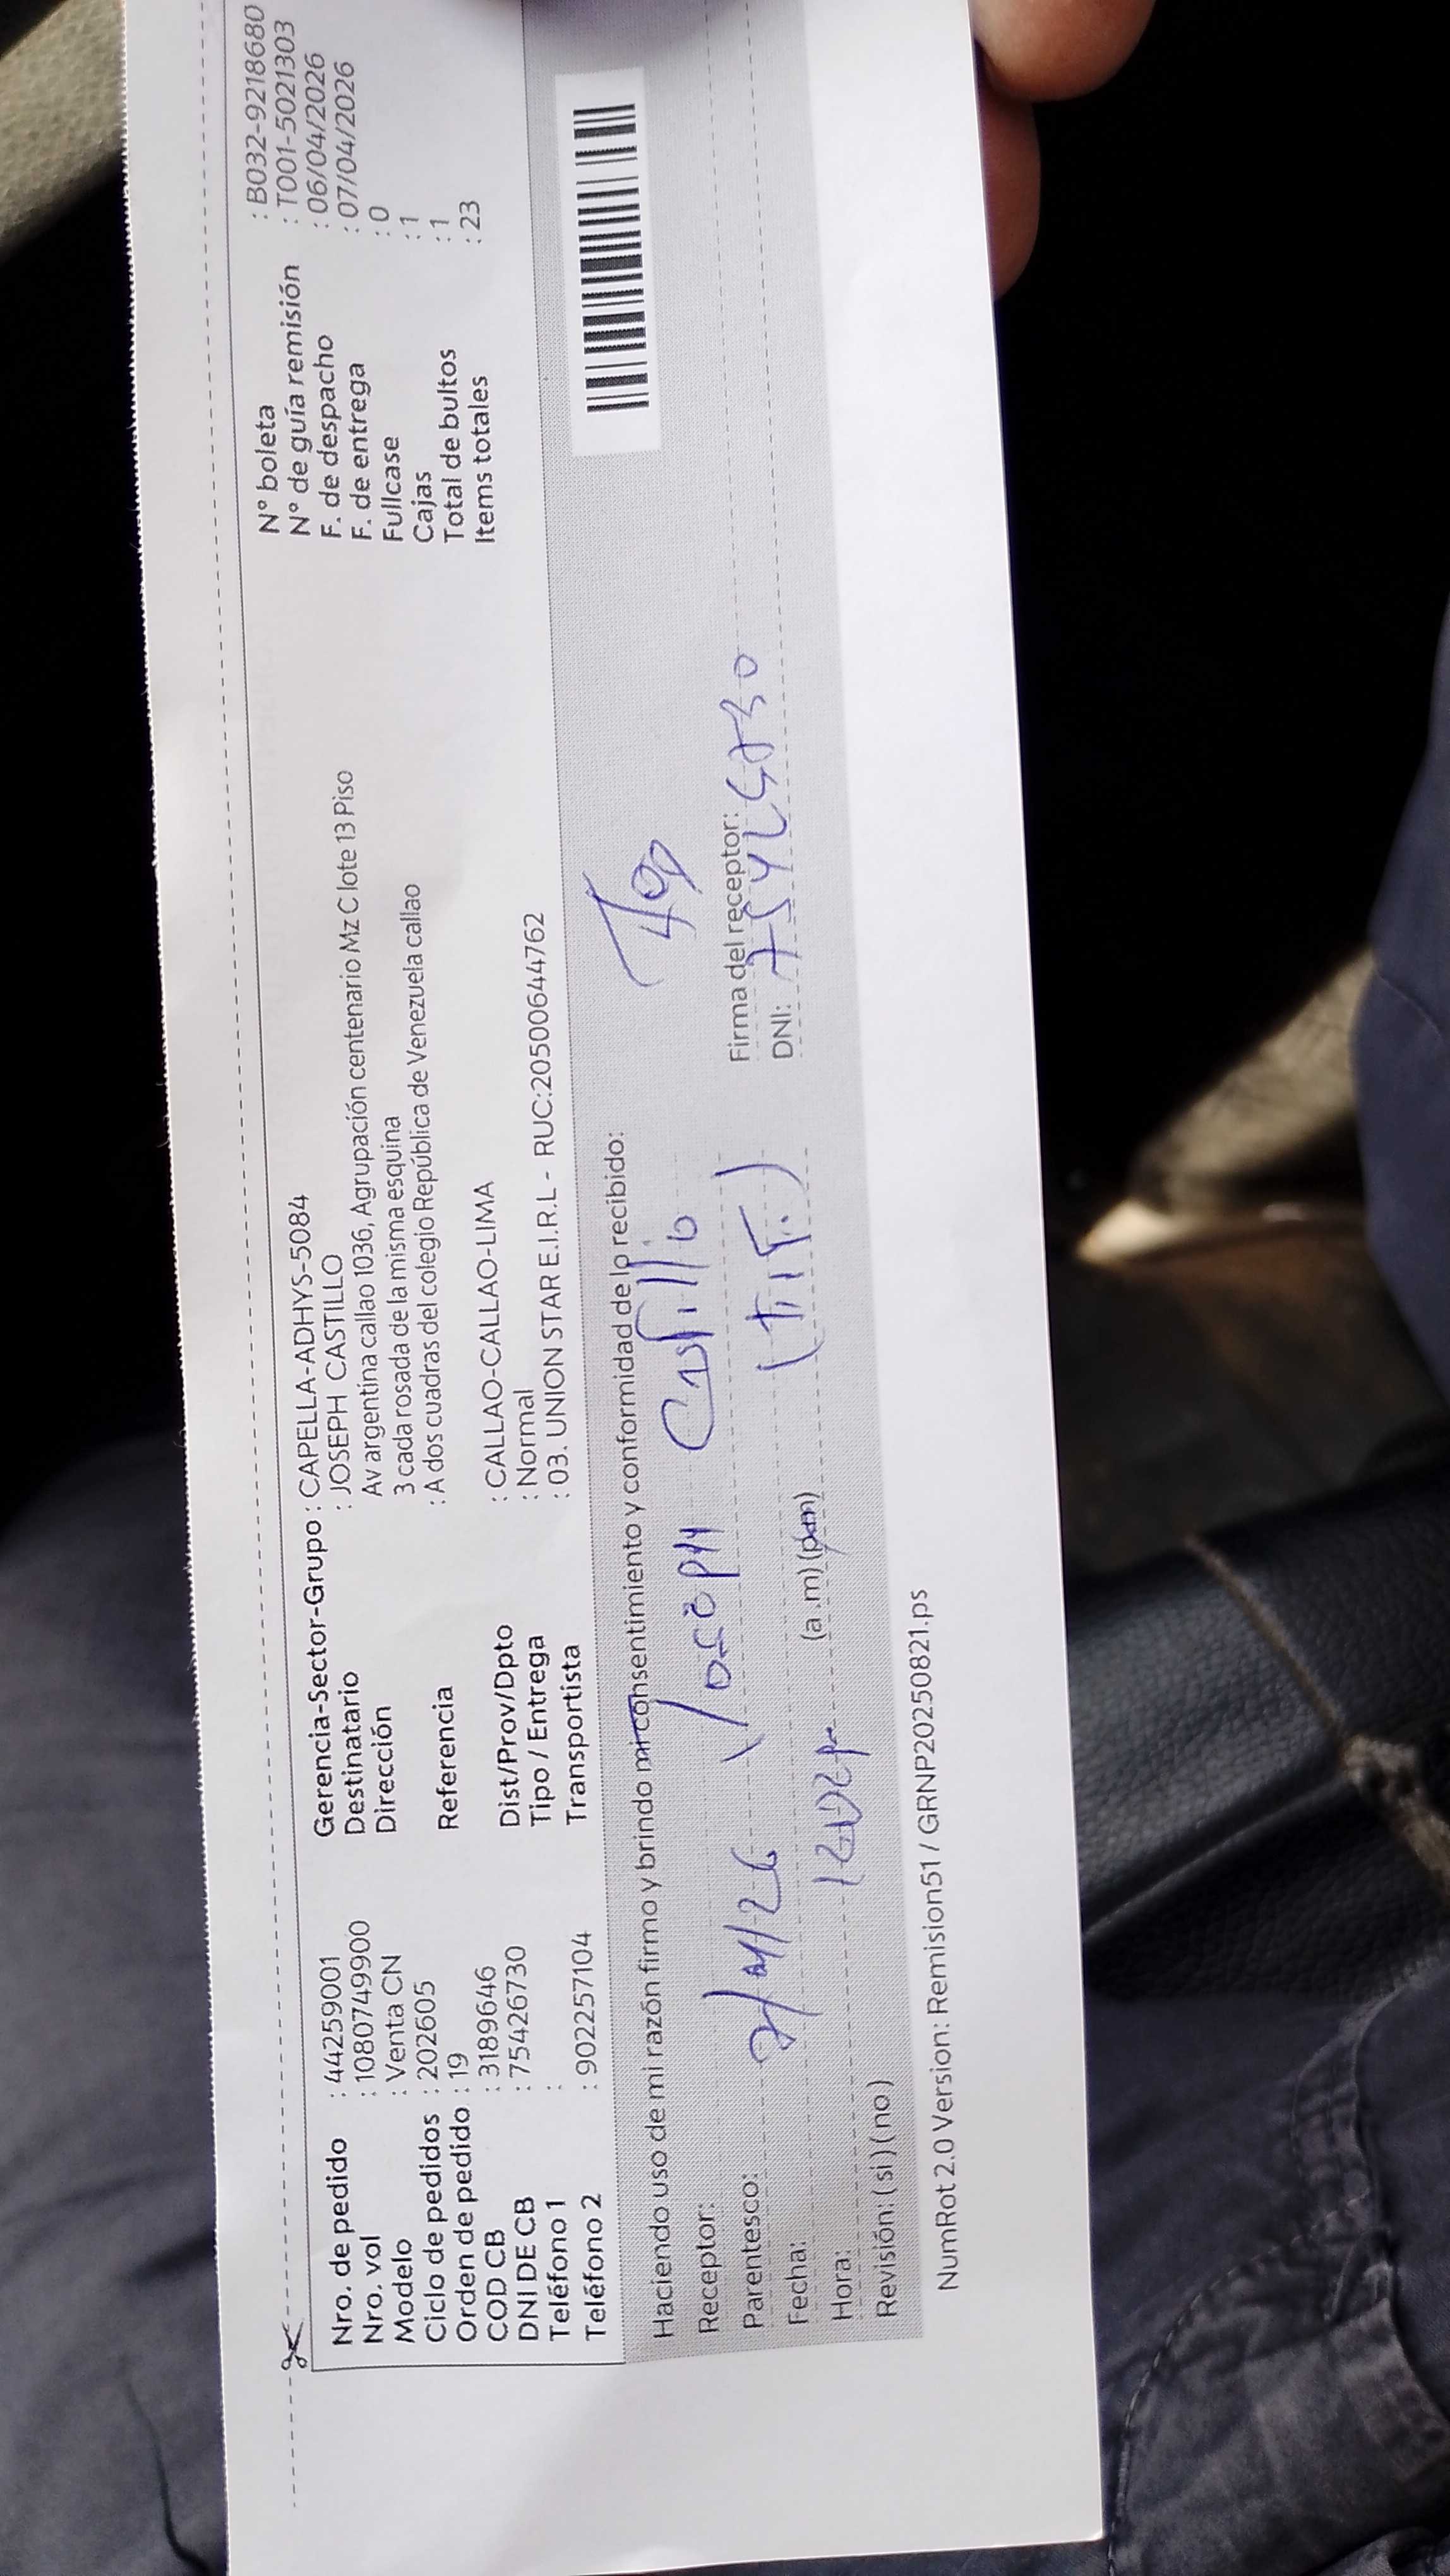 Nro. de pedido : 44259001
Nro. vol : 1080749900
Modelo : Venta CN
Ciclo de pedidos : 202605
Orden de pedido : 19
COD CB : 3189646
DNI DE CB : 75426730
Teléfono 1 :
Teléfono 2 : 902257104
Gerencia-Sector-Grupo : CAPELLA-ADHYS-5084
Destinatario : JOSEPH CASTILLO
Dirección Av argentina callao 1036, Agrupación centenario Mz C lote 13 Piso
3 cada rosada de la misma esquina
Referencia : A dos cuadras del colegio República de Venezuela callao
Dist/Prov/Dpto : CALLAO-CALLAO-LIMA
Tipo / Entrega : Normal
Transportista : 03. UNION STAR E.I.R.L - RUC:20500644762
N° boleta : B032-9218680
N° de guía remisión : T001-5021303
F. de despacho : 06/04/2026
F. de entrega : 07/04/2026
Fullcase : 0
Cajas : 1
Total de bultos : 1
Items totales : 23
Haciendo uso de mi razón firmo y brindo mi consentimiento y conformidad de lo recibido:
Receptor: Joseph Castillo
Parentesco: (TIT.)
Fecha: 7/04/26
Hora: (a.m) (p.m)
Revisión: (si) (no)
Firma del receptor:
DNI: 75426730
NumRot 2.0 Version: Remision51 / GRNP20250821.ps